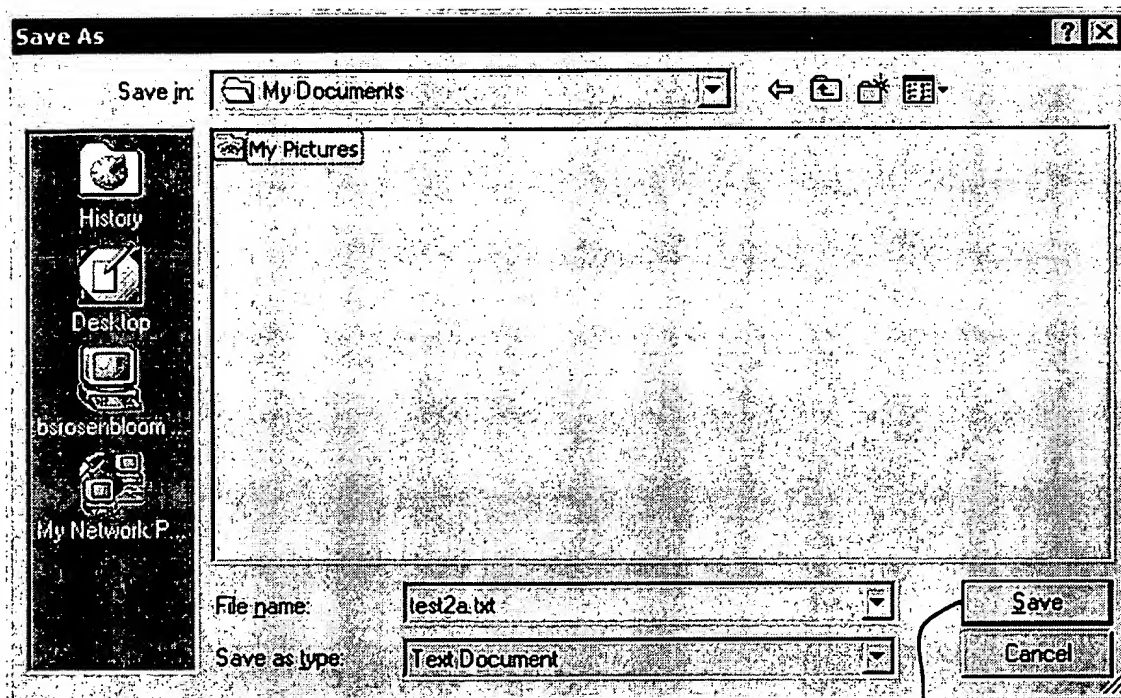 Save As
Save in:
My Documents
My Pictures
History
Desktop
bsrosenbloom ...
My Network P...
File name:
test2a.txt
Save
Save as type:
Text Document
Cancel